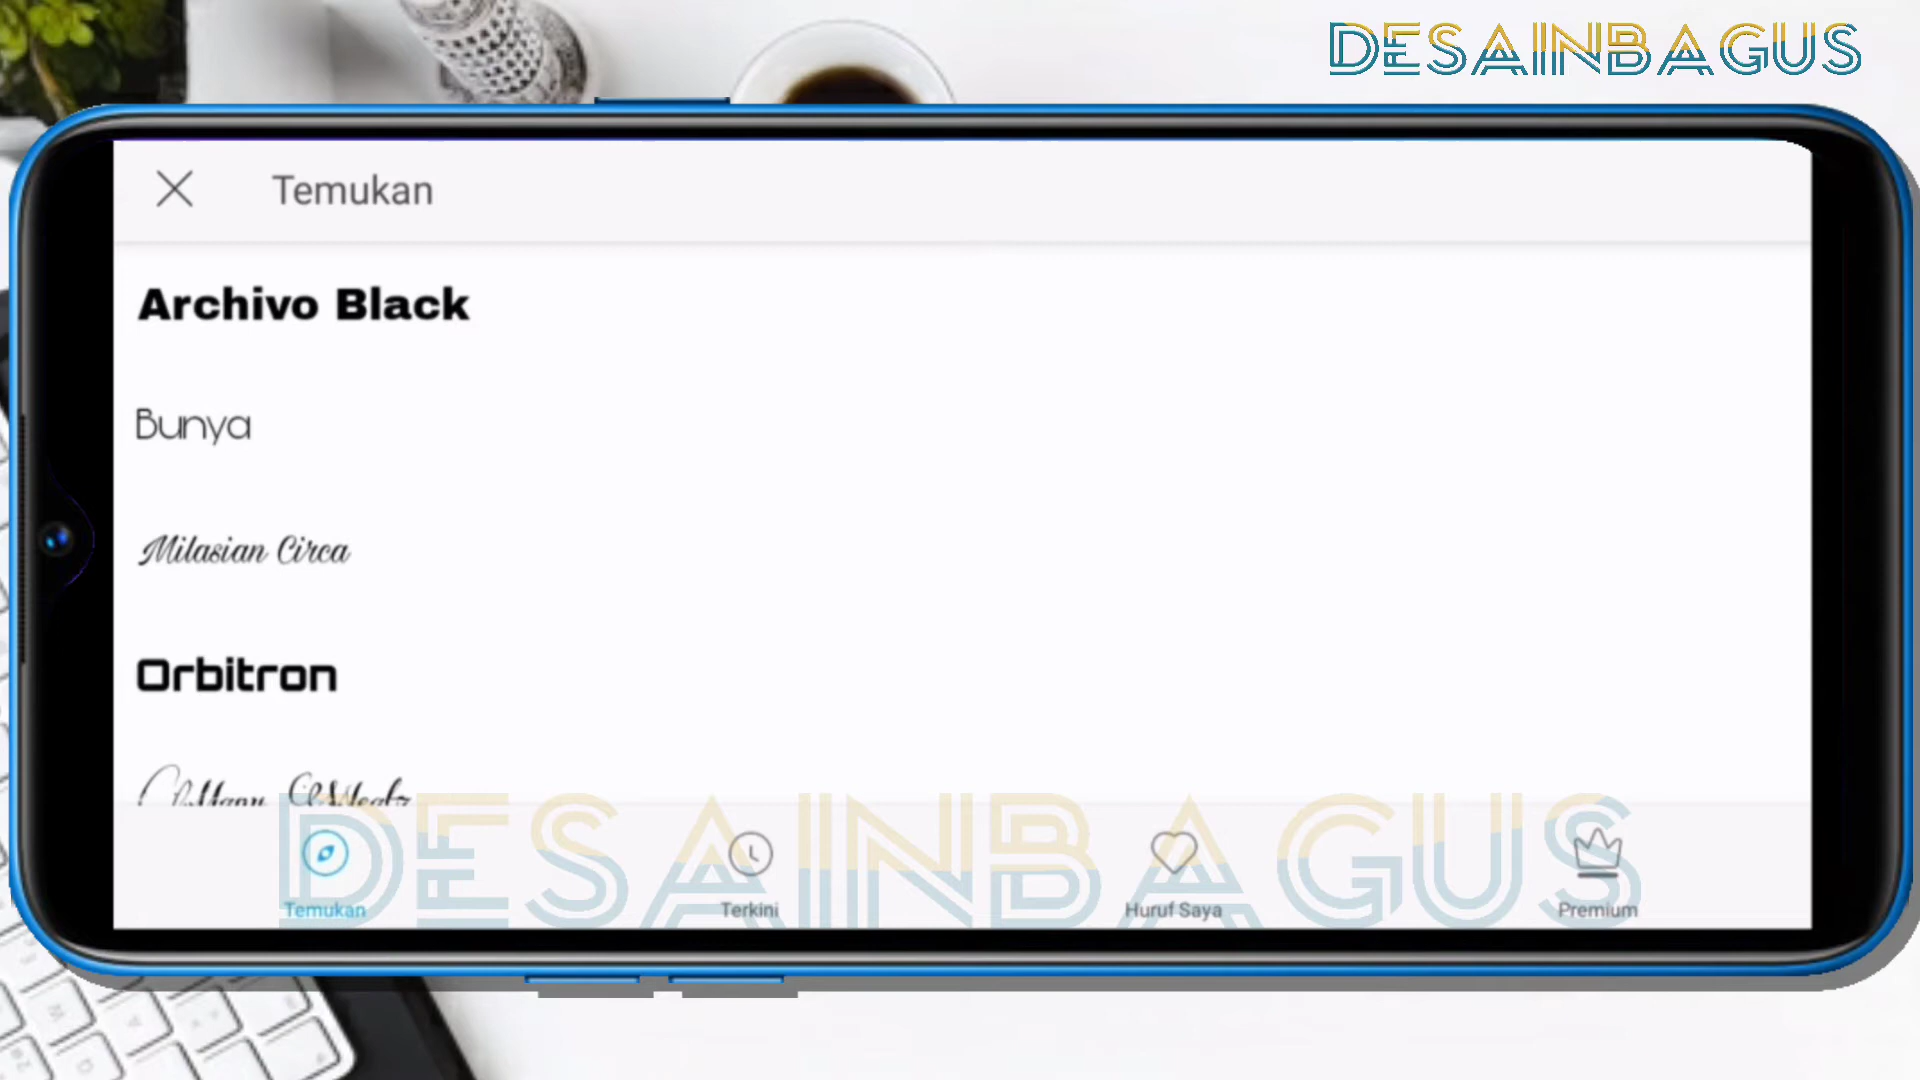 DESAINBAGUS
Temukan
Archivo Black
Bunya
Milasian Circa
Orbitron
DESAINBAGUS
Temukan
Terkini
Huruf Saya
Premium